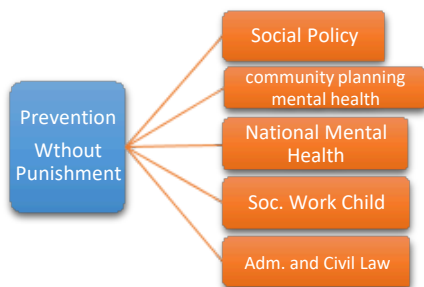 Prevention
Wthout
Punishment
Social Policy
community planning
mental health
National Mental
Health
Soc. Work Child
Adm. and Civil Law